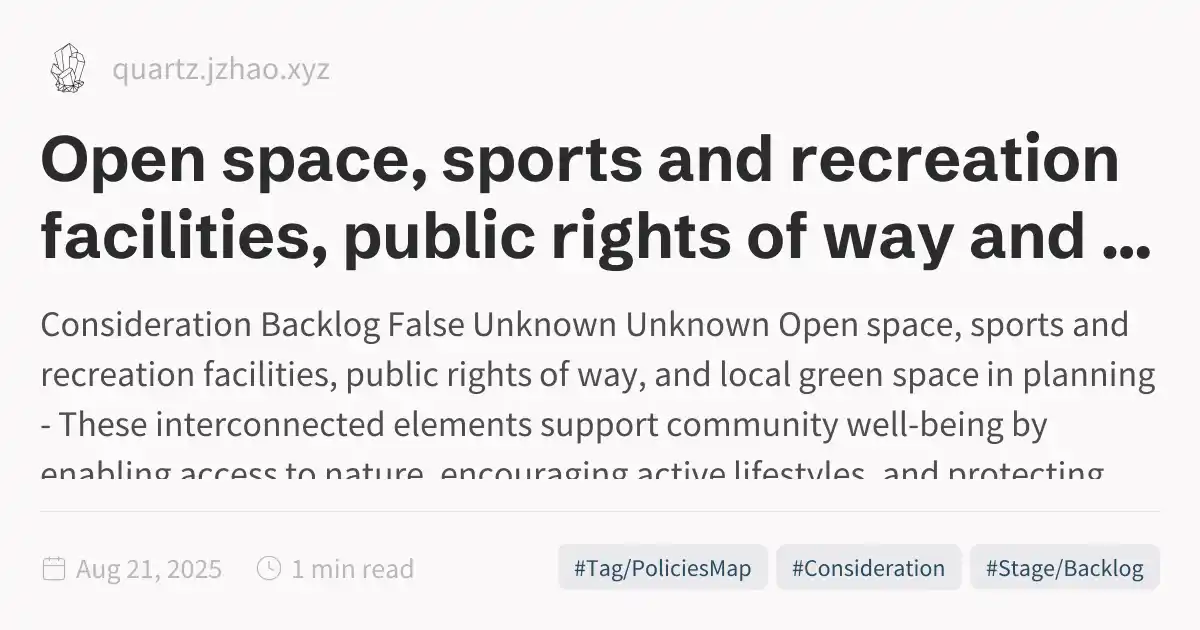 quartz.jzhao.xyz
Open space, sports and recreation
facilities, public rights of way and ...
Consideration Backlog False Unknown Unknown Open space, sports and
recreation facilities, public rights of way, and local green space in planning
- These interconnected elements support community well-being by
enabling access to nature, encouraging active lifestyles, and protecting
Aug 21, 2025
1 min read
#Tag/PoliciesMap
#Consideration
#Stage/Backlog